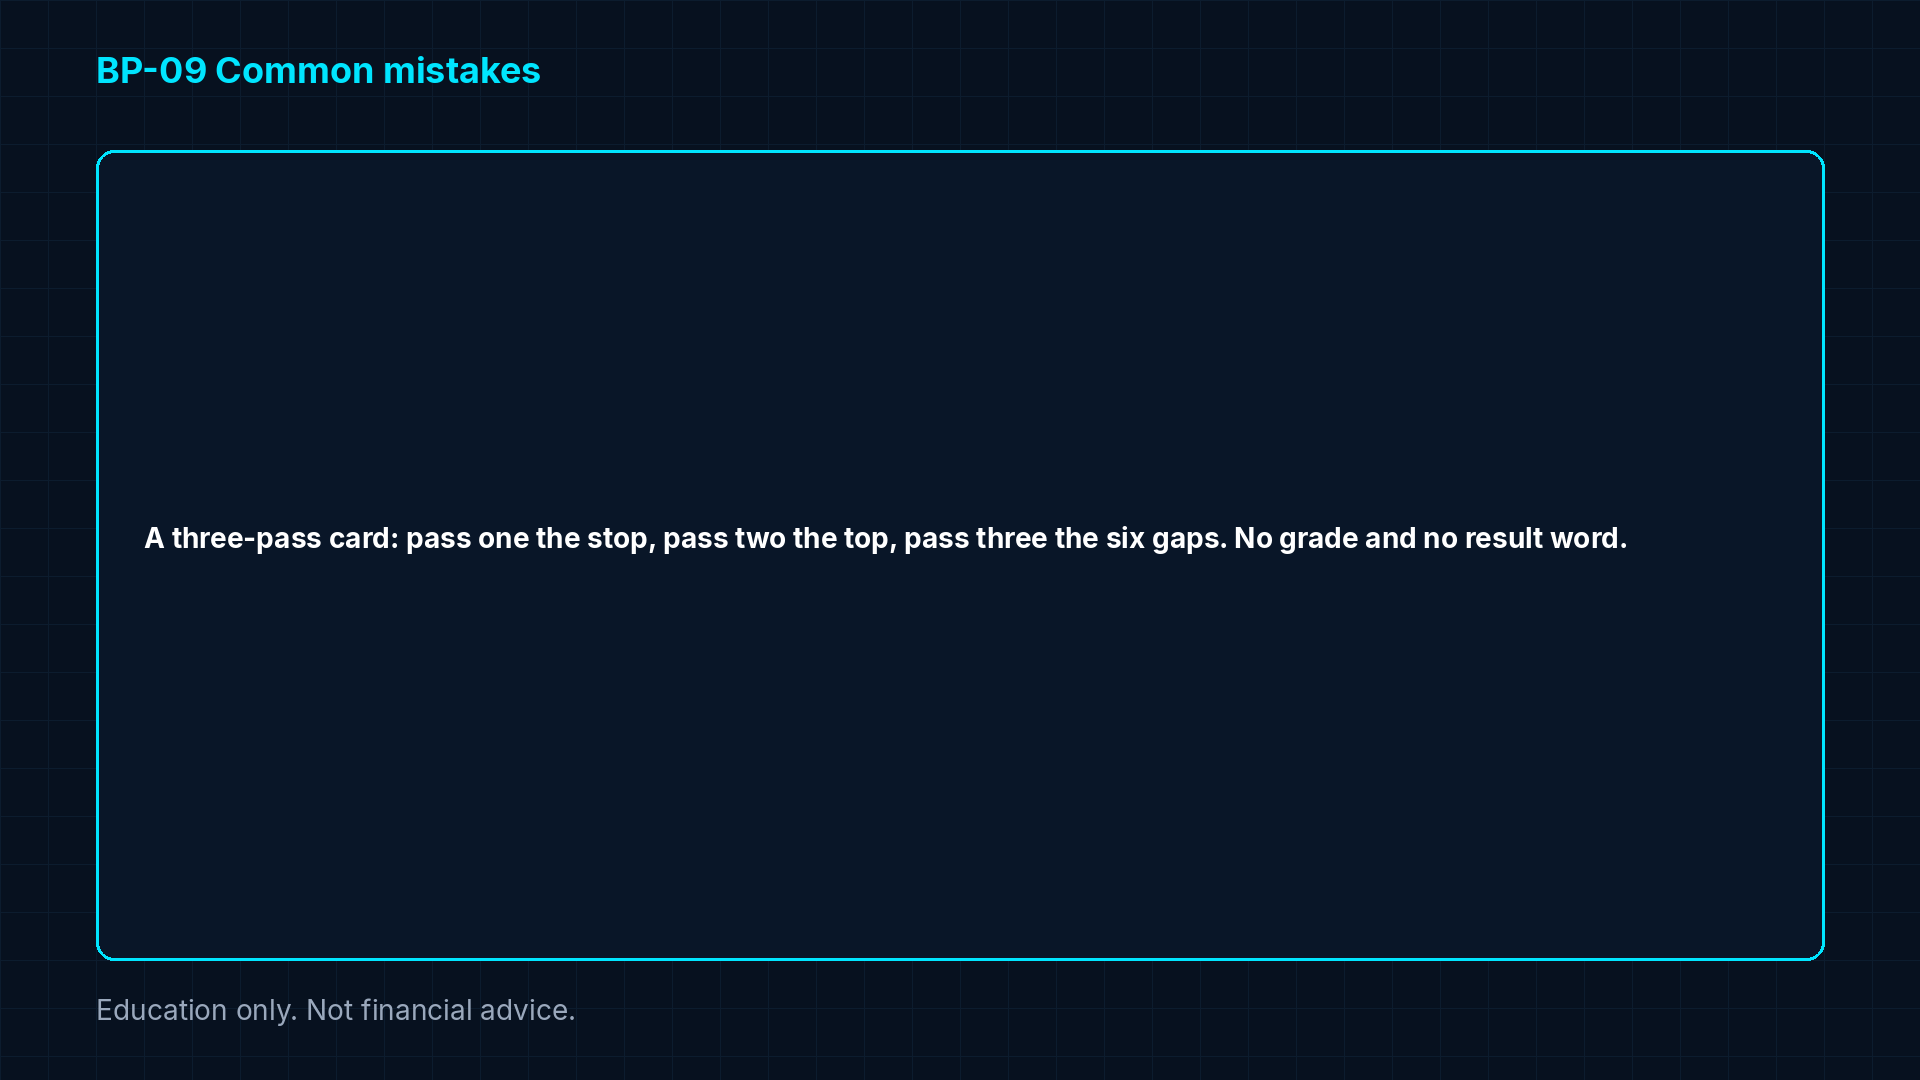 BP-09 Common mistakes
A three-pass card: pass one the stop, pass two the top, pass three the six gaps. No grade and no result word.
Education only. Not financial advice.